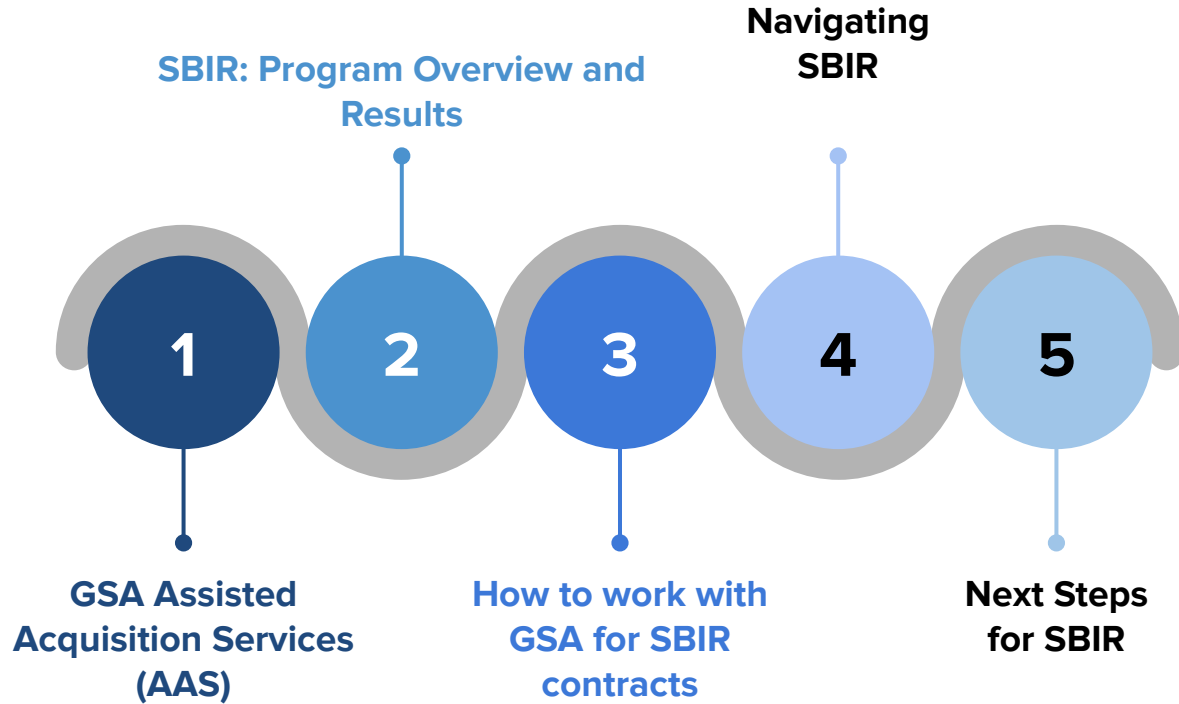 Navigating
SBIR
SBIR: Program Overview and
Results
1
2
3
4
5
GSA Assisted
Acquisition Services
(AAS)
How to work with
GSA for SBIR
contracts
Next Steps
for SBIR